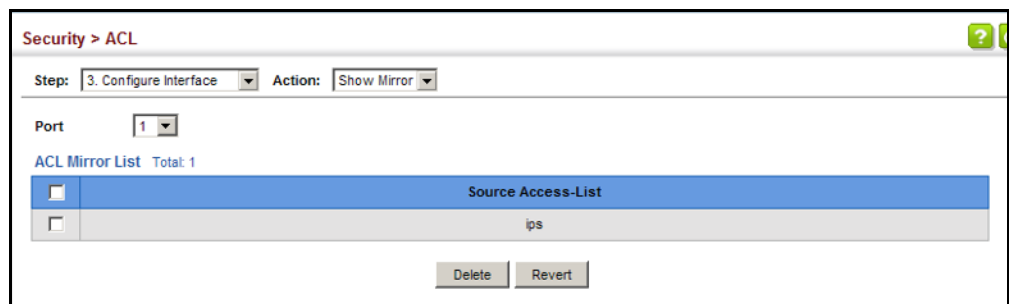 Security > ACL ?
Step: 3. Configure Interface Action: Show Mirror
Port 1
ACL Mirror List Total: 1
Source Access-List
ips
Delete Revert